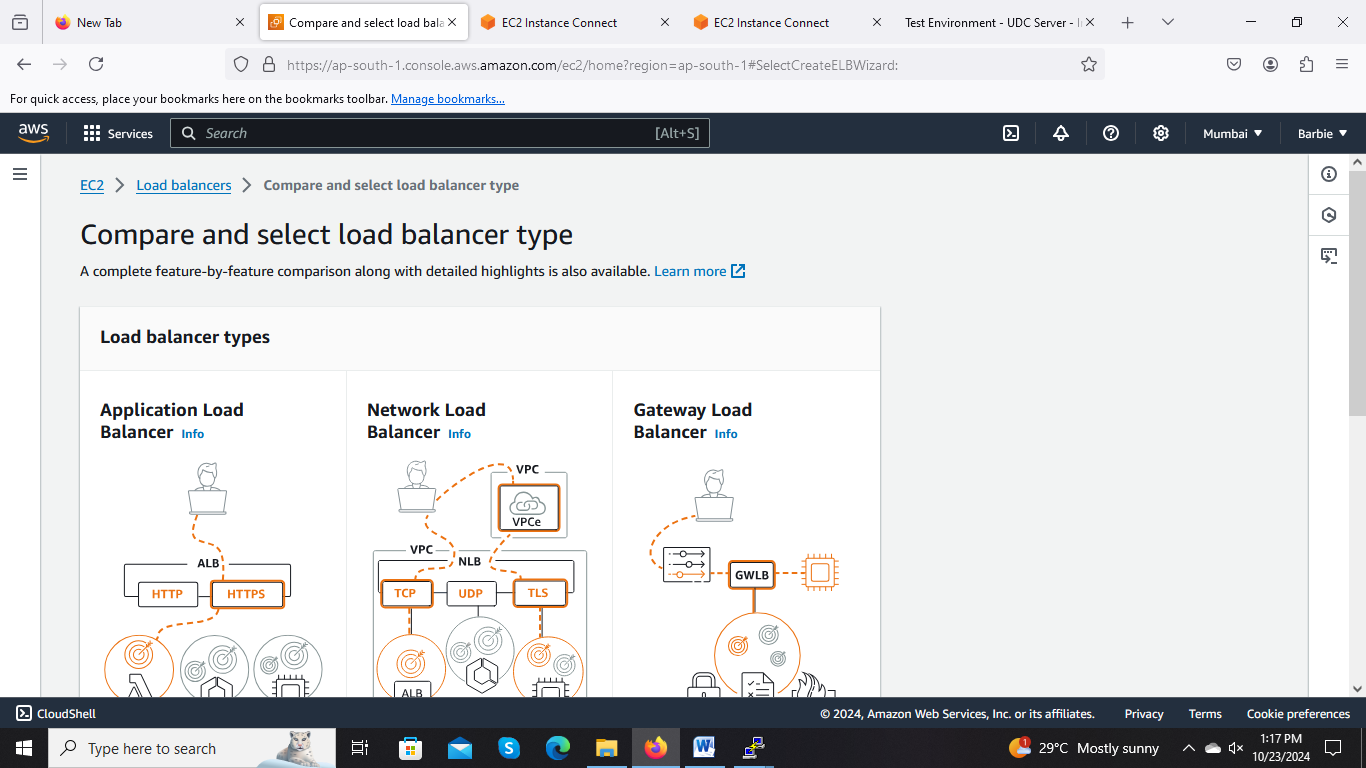 New Tab
Compare and select load bala
EC2 Instance Connect
EC2 Instance Connect
Test Environment - UDC Server -
https://ap-south-1.console.aws.amazon.com/ec2/home?region=ap-south-1#SelectCreateELBWizard:
For quick access, place your bookmarks here on the bookmarks toolbar. Manage bookmarks...
aws
Services
Search
[Alt+S]
Mumbai
Barbie
EC2
Load balancers
Compare and select load balancer type
Compare and select load balancer type
A complete feature-by-feature comparison along with detailed highlights is also available. Learn more
Load balancer types
Application Load
Balancer Info
ALB
HTTP
HTTPS
Network Load
Balancer Info
VPC
VPCe
VPC
NLB
TCP
UDP
TLS
ALB
Gateway Load
Balancer Info
GWLB
CloudShell
© 2024, Amazon Web Services, Inc. or its affiliates.
Privacy
Terms
Cookie preferences
Type here to search
1
29°C Mostly sunny
1:17 PM
10/23/2024